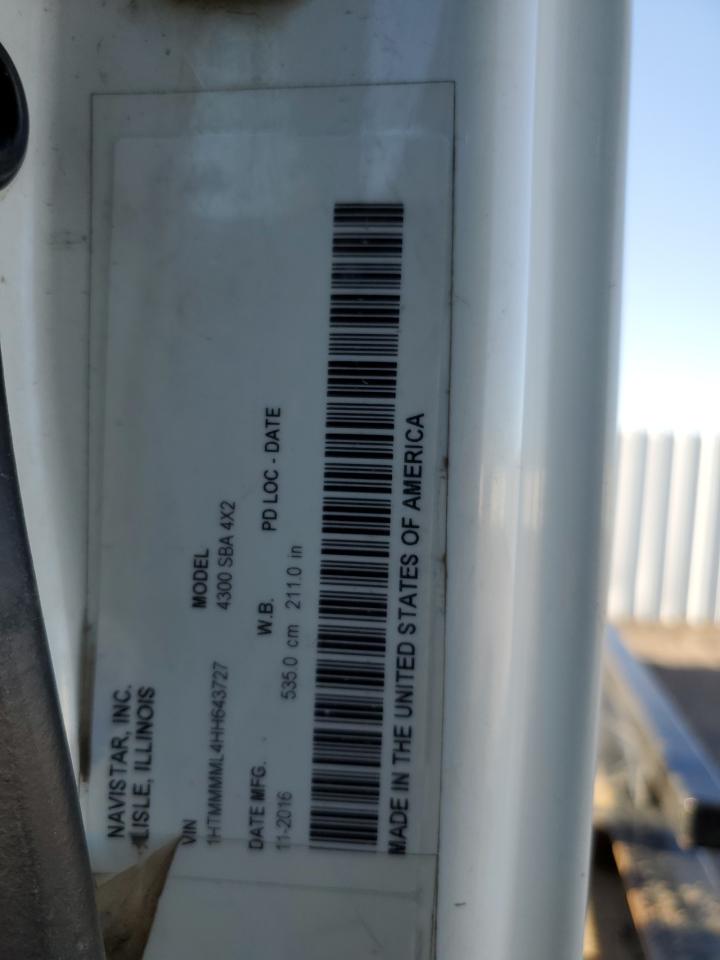 NAVISTAR, INC.
LISLE, ILLINOIS
VIN MODEL
1HTMMMML4HH643727 4300 SBA 4X2
DATE MFG. W.B. PD LOC - DATE
11-2016 535.0 cm 211.0 in
MADE IN THE UNITED STATES OF AMERICA